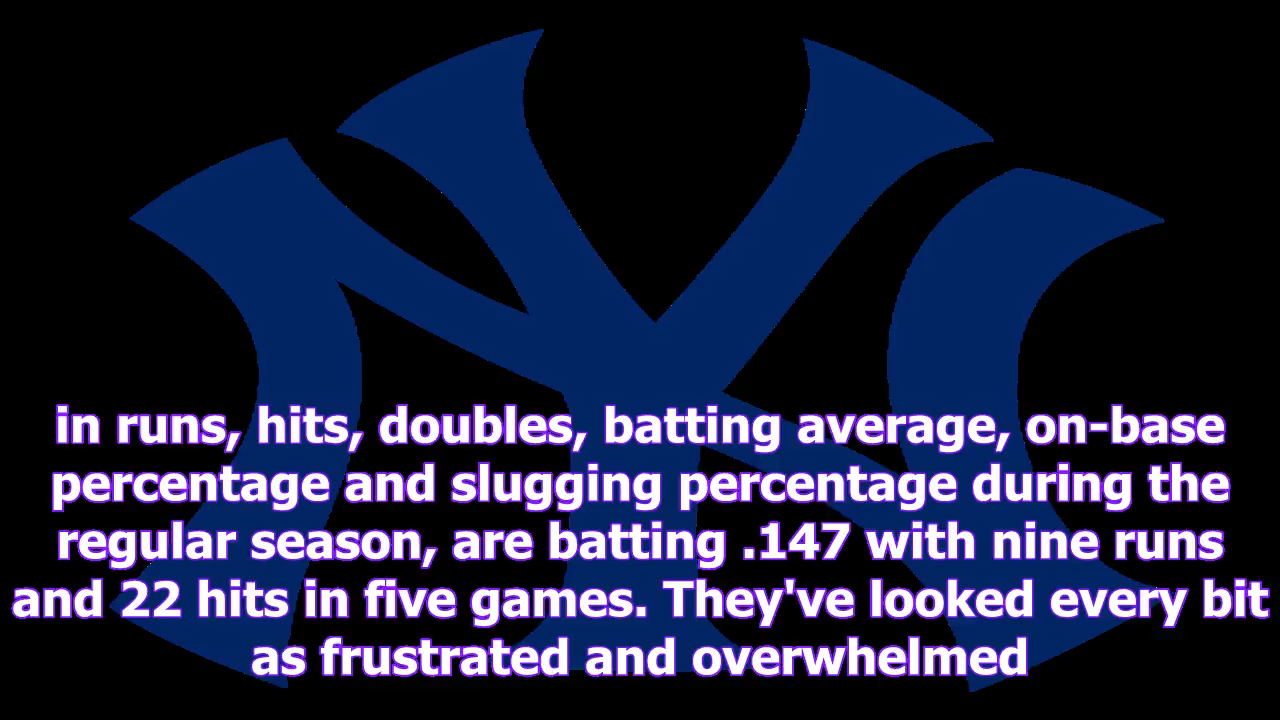 in runs, hits, doubles, batting average, on-base
percentage and slugging percentage during the
regular season, are batting .147 with nine runs
and 22 hits in five games. They've looked every bit
as frustrated and overwhelmed